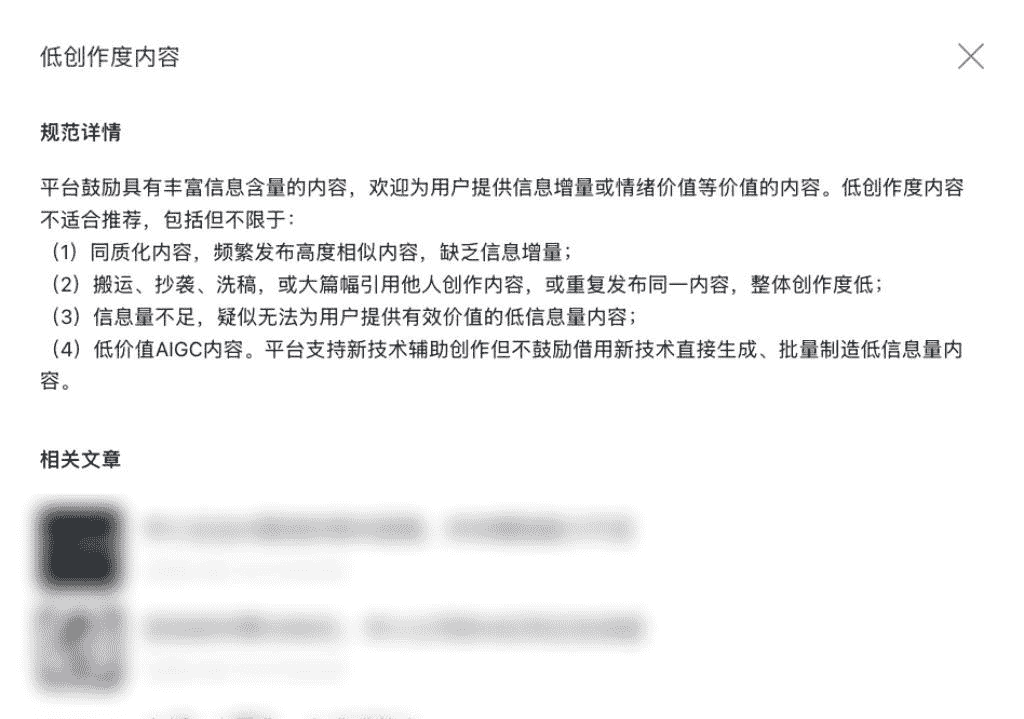 低创作度内容
规范详情
平台鼓励具有丰富信息含量的内容，欢迎为用户提供信息增量或情绪价值等价值的内容。低创作度内容
不适合推荐，包括但不限于：
（1）同质化内容，频繁发布高度相似内容，缺乏信息增量；
（2）搬运、抄袭、洗稿，或大篇幅引用他人创作内容，或重复发布同一内容，整体创作度低；
（3）信息量不足，疑似无法为用户提供有效价值的低信息量内容；
（4）低价值AIGC内容。平台支持新技术辅助创作但不鼓励借用新技术直接生成、批量制造低信息量内
容。
相关文章